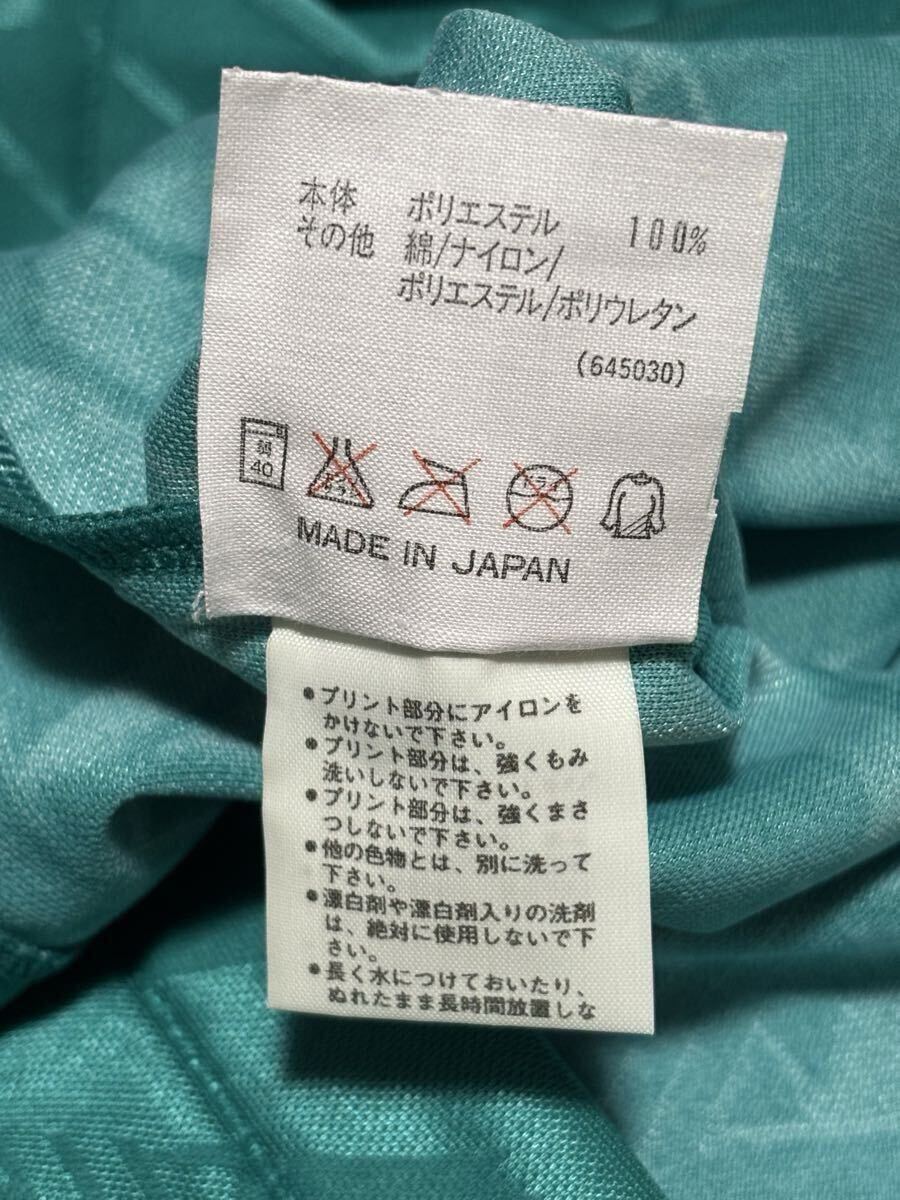 本体 ポリエステル 100%
その他 綿/ナイロン/
ポリエステル/ポリウレタン
(645030)
弱
40
MADE IN JAPAN
●プリント部分にアイロンを
かけないで下さい。
●プリント部分は、強くもみ
洗いしないで下さい。
●プリント部分は、強くまさ
つしないで下さい。
●他の色物とは、別に洗って
下さい。
●漂白剤や漂白剤入りの洗剤
は、絶対に使用しないで下
さい。
●長く水につけておいたり、
ぬれたまま長時間放置しな